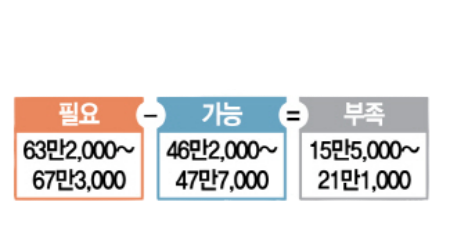 필요 - 가능 = 부족
63만2,000~ 46만2,000~ 15만5,000~
67만3,000 47만7,000 21만1,000